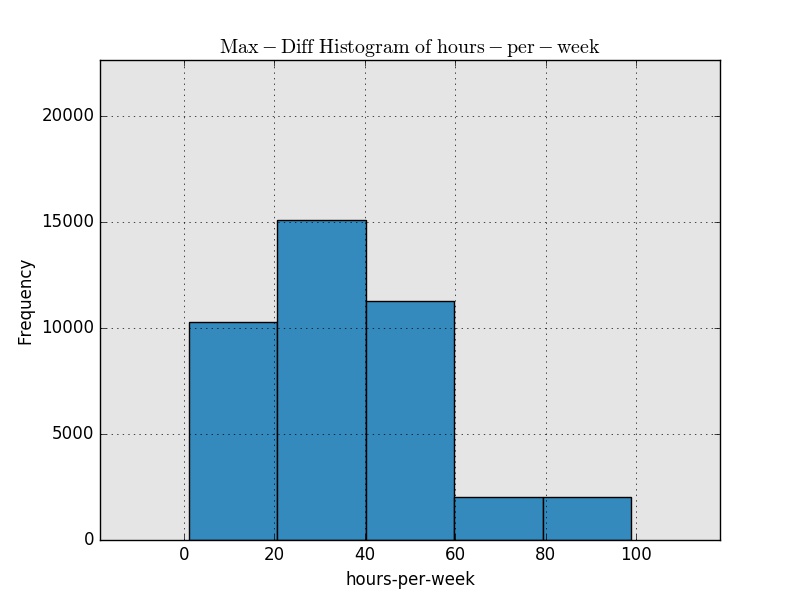 Max − Diff Histogram of hours − per − week
20000
15000
10000
5000
0
Frequency
0 20 40 60 80 100
hours-per-week